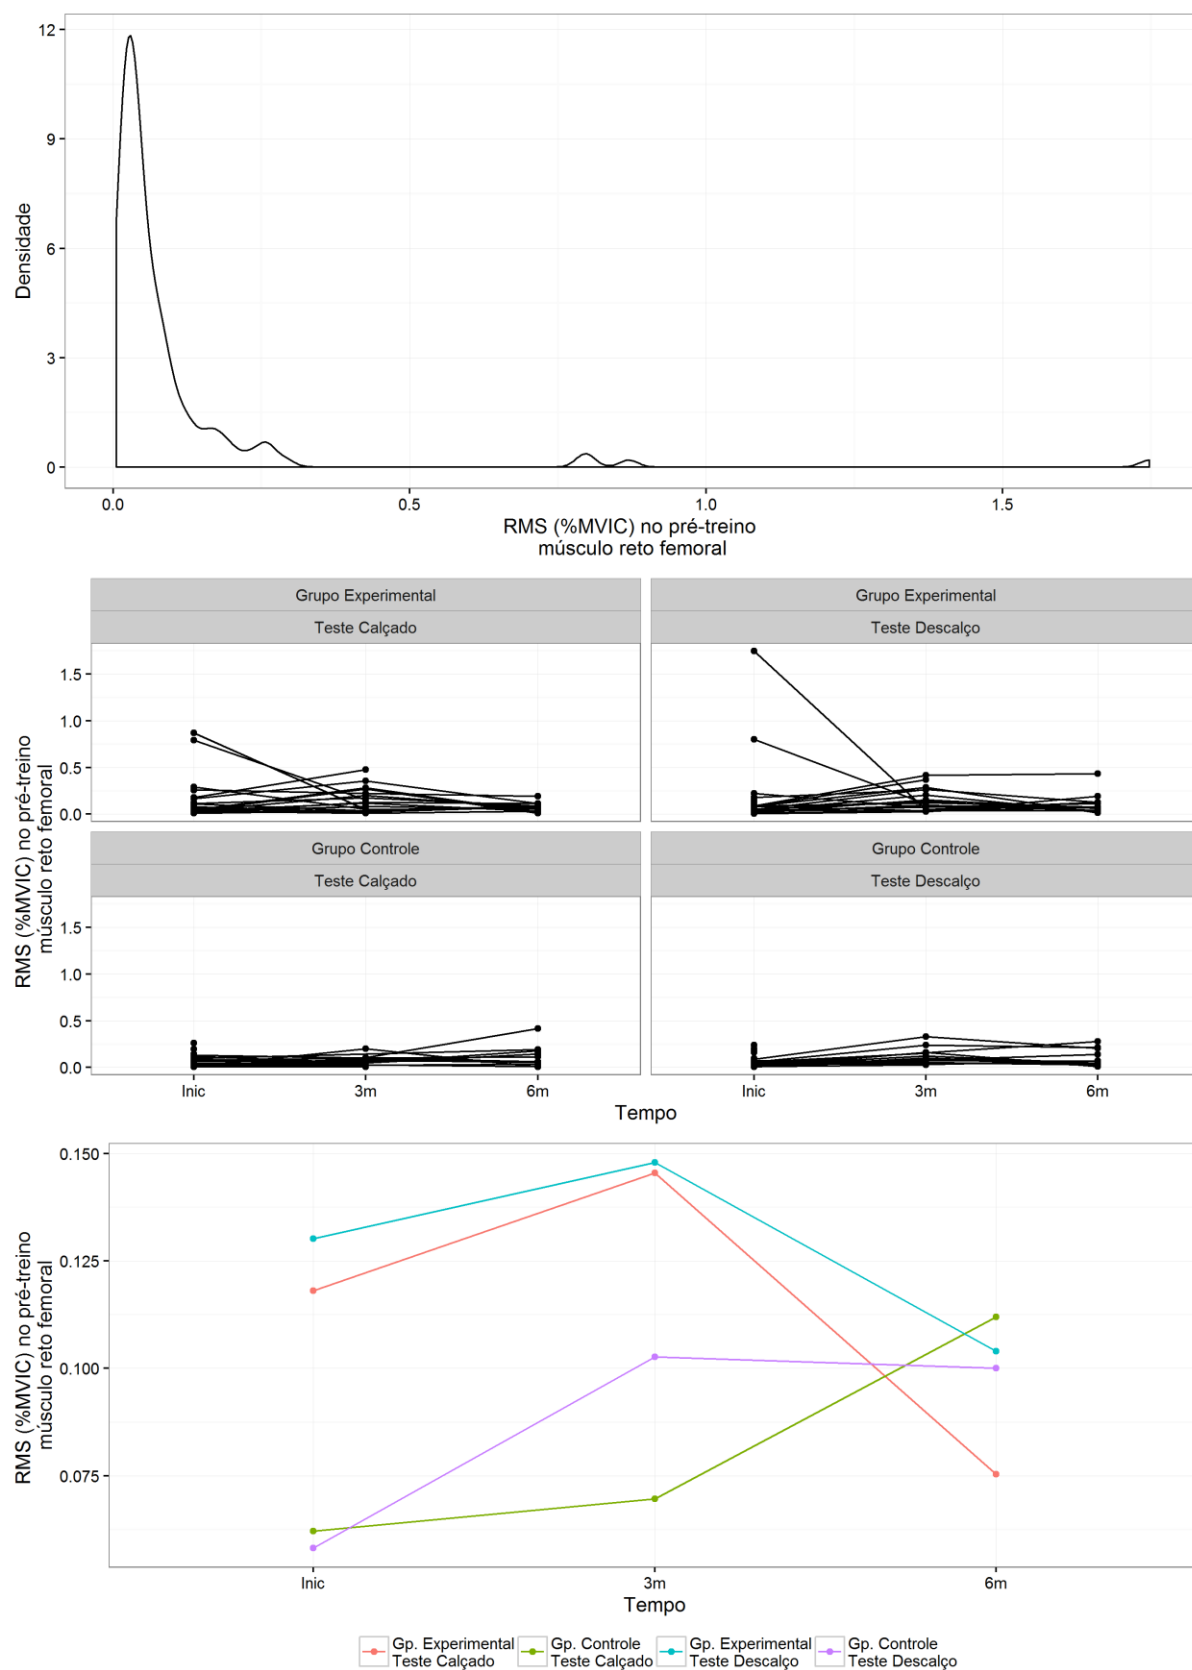 12
9
6
3
0
Densidade
0.0
0.5
1.0
1.5
RMS (%MVIC) no pré-treino
músculo reto femoral
Grupo Experimental
Teste Calçado
Grupo Experimental
Teste Descalço
1.5
1.0
0.5
0.0
Grupo Controle
Teste Calçado
Grupo Controle
Teste Descalço
1.5
1.0
0.5
0.0
RMS (%MVIC) no pré-treino
músculo reto femoral
Inic
3m
6m
Inic
3m
6m
Tempo
0.150
0.125
0.100
0.075
RMS (%MVIC) no pré-treino
músculo reto femoral
Inic
3m
6m
Tempo
Gp. Experimental
Teste Calçado
Gp. Controle
Teste Calçado
Gp. Experimental
Teste Descalço
Gp. Controle
Teste Descalço